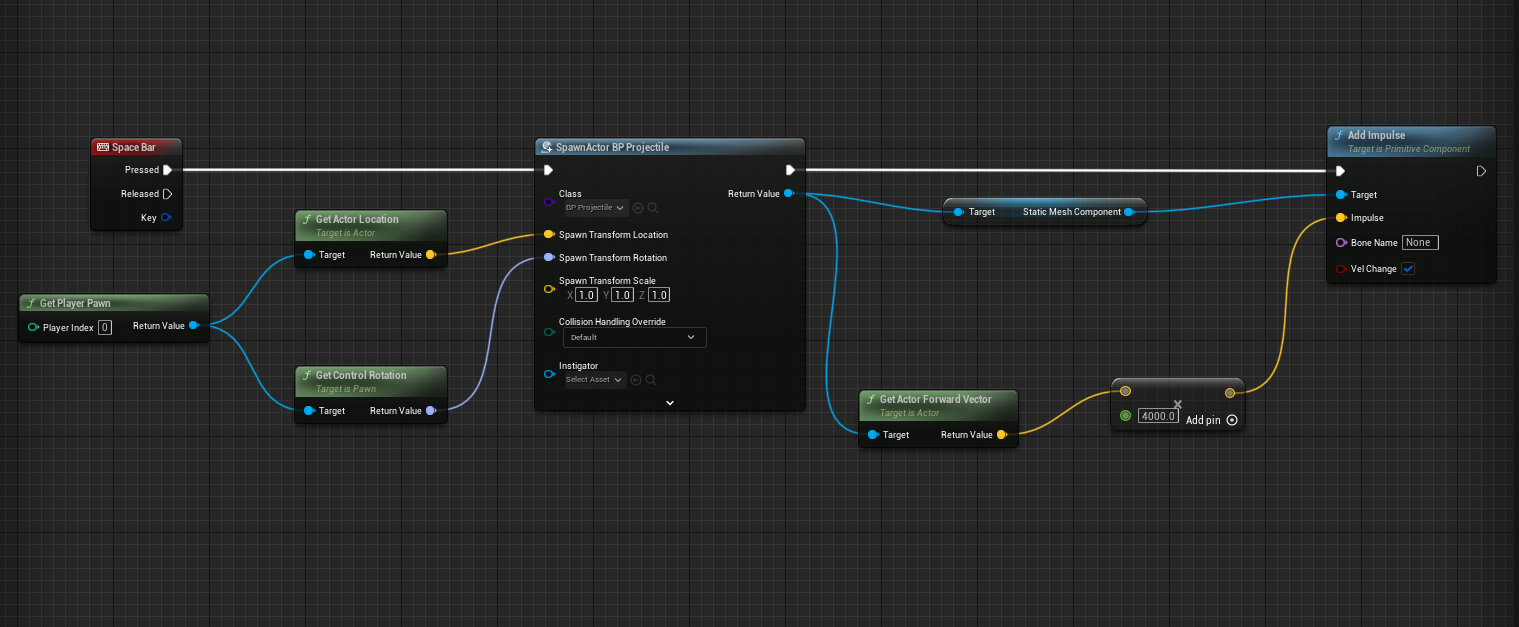 Space Bar
Pressed
Released
Key
Get Player Pawn
Player Index 0
Return Value
f Get Actor Location
Target is Actor
Target
Return Value
f Get Control Rotation
Target is Pawn
Target
Return Value
SpawnActor BP Projectile
Class
BP Projectile
Return Value
Spawn Transform Location
Spawn Transform Rotation
Spawn Transform Scale
X 1.0 Y 1.0 Z 1.0
Collision Handling Override
Default
Instigator
Select Asset
Target
Static Mesh Component
f Get Actor Forward Vector
Target is Actor
Target
Return Value
4000.0
Add pin
f Add Impulse
Target is Primitive Component
Target
Impulse
Bone Name None
Vel Change